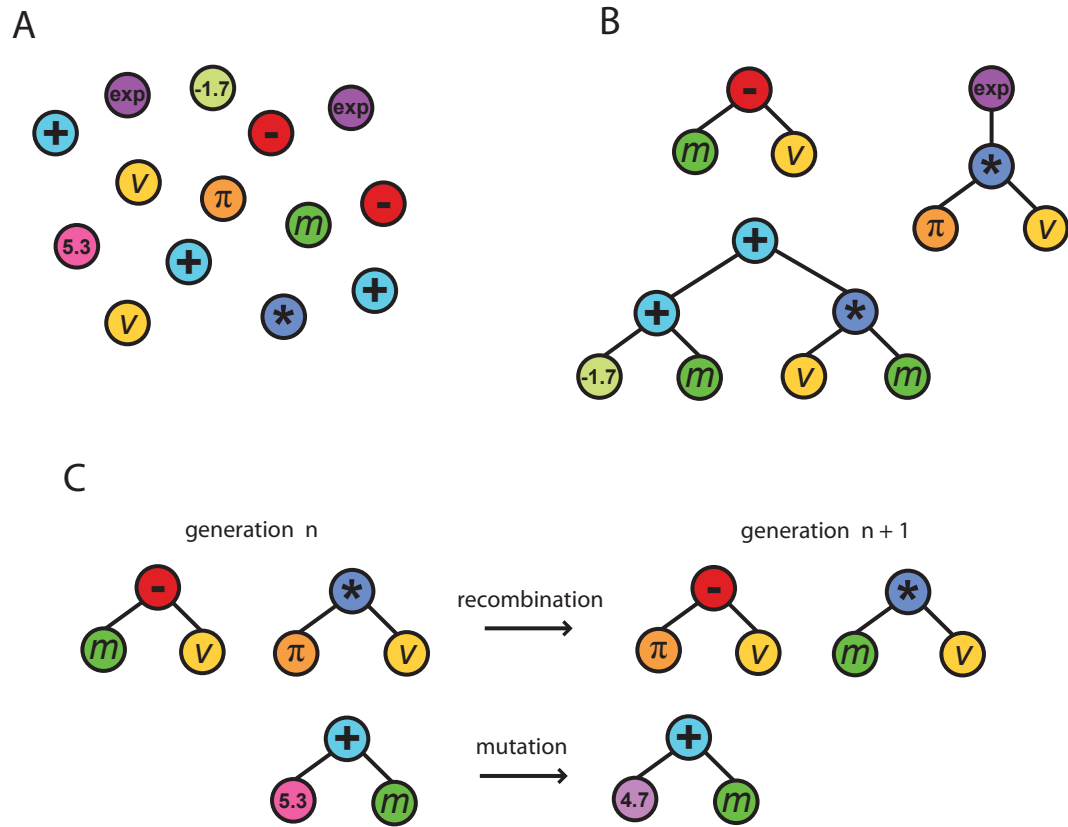 A
exp
-1.7
exp
+
-
v
π
m
-
5.3
+
+
v
*
B
-
m
v
exp
*
π
v
+
+
*
-1.7
m
v
m
C
generation n
generation n + 1
-
*
recombination
-
*
m
v
π
v
π
v
m
v
+
mutation
+
5.3
m
4.7
m